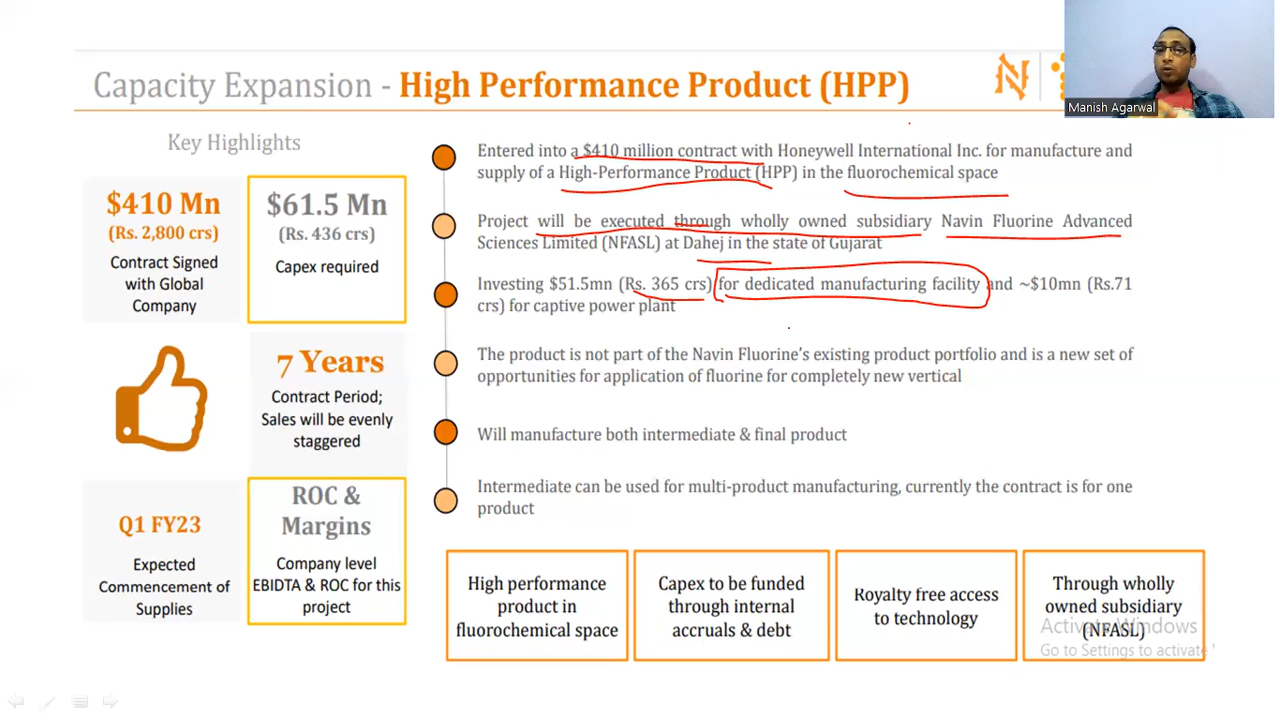 Capacity Expansion - High Performance Product (HPP)
Manish Agarwal
Key Highlights
$410 Mn
(Rs. 2,800 crs)
Contract Signed
with Global
Company
$61.5 Mn
(Rs. 436 crs)
Capex required
7 Years
Contract Period;
Sales will be evenly
staggered
Q1 FY23
Expected
Commencement of
Supplies
ROC &
Margins
Company level
EBIDTA & ROC for this
project
Entered into a $410 million contract with Honeywell International Inc. for manufacture and
supply of a High-Performance Product (HPP) in the fluorochemical space
Project will be executed through wholly owned subsidiary Navin Fluorine Advanced
Sciences Limited (NFASL) at Dahej in the state of Gujarat
Investing $51.5mn (Rs. 365 crs) for dedicated manufacturing facility and ~$10mn (Rs.71
crs) for captive power plant
The product is not part of the Navin Fluorine's existing product portfolio and is a new set of
opportunities for application of fluorine for completely new vertical
Will manufacture both intermediate & final product
Intermediate can be used for multi-product manufacturing, currently the contract is for one
product
High performance
product in
fluorochemical space
Capex to be funded
through internal
accruals & debt
Royalty free access
to technology
Through wholly
owned subsidiary
(NFASL)
Activate Windows
Go to Settings to activate